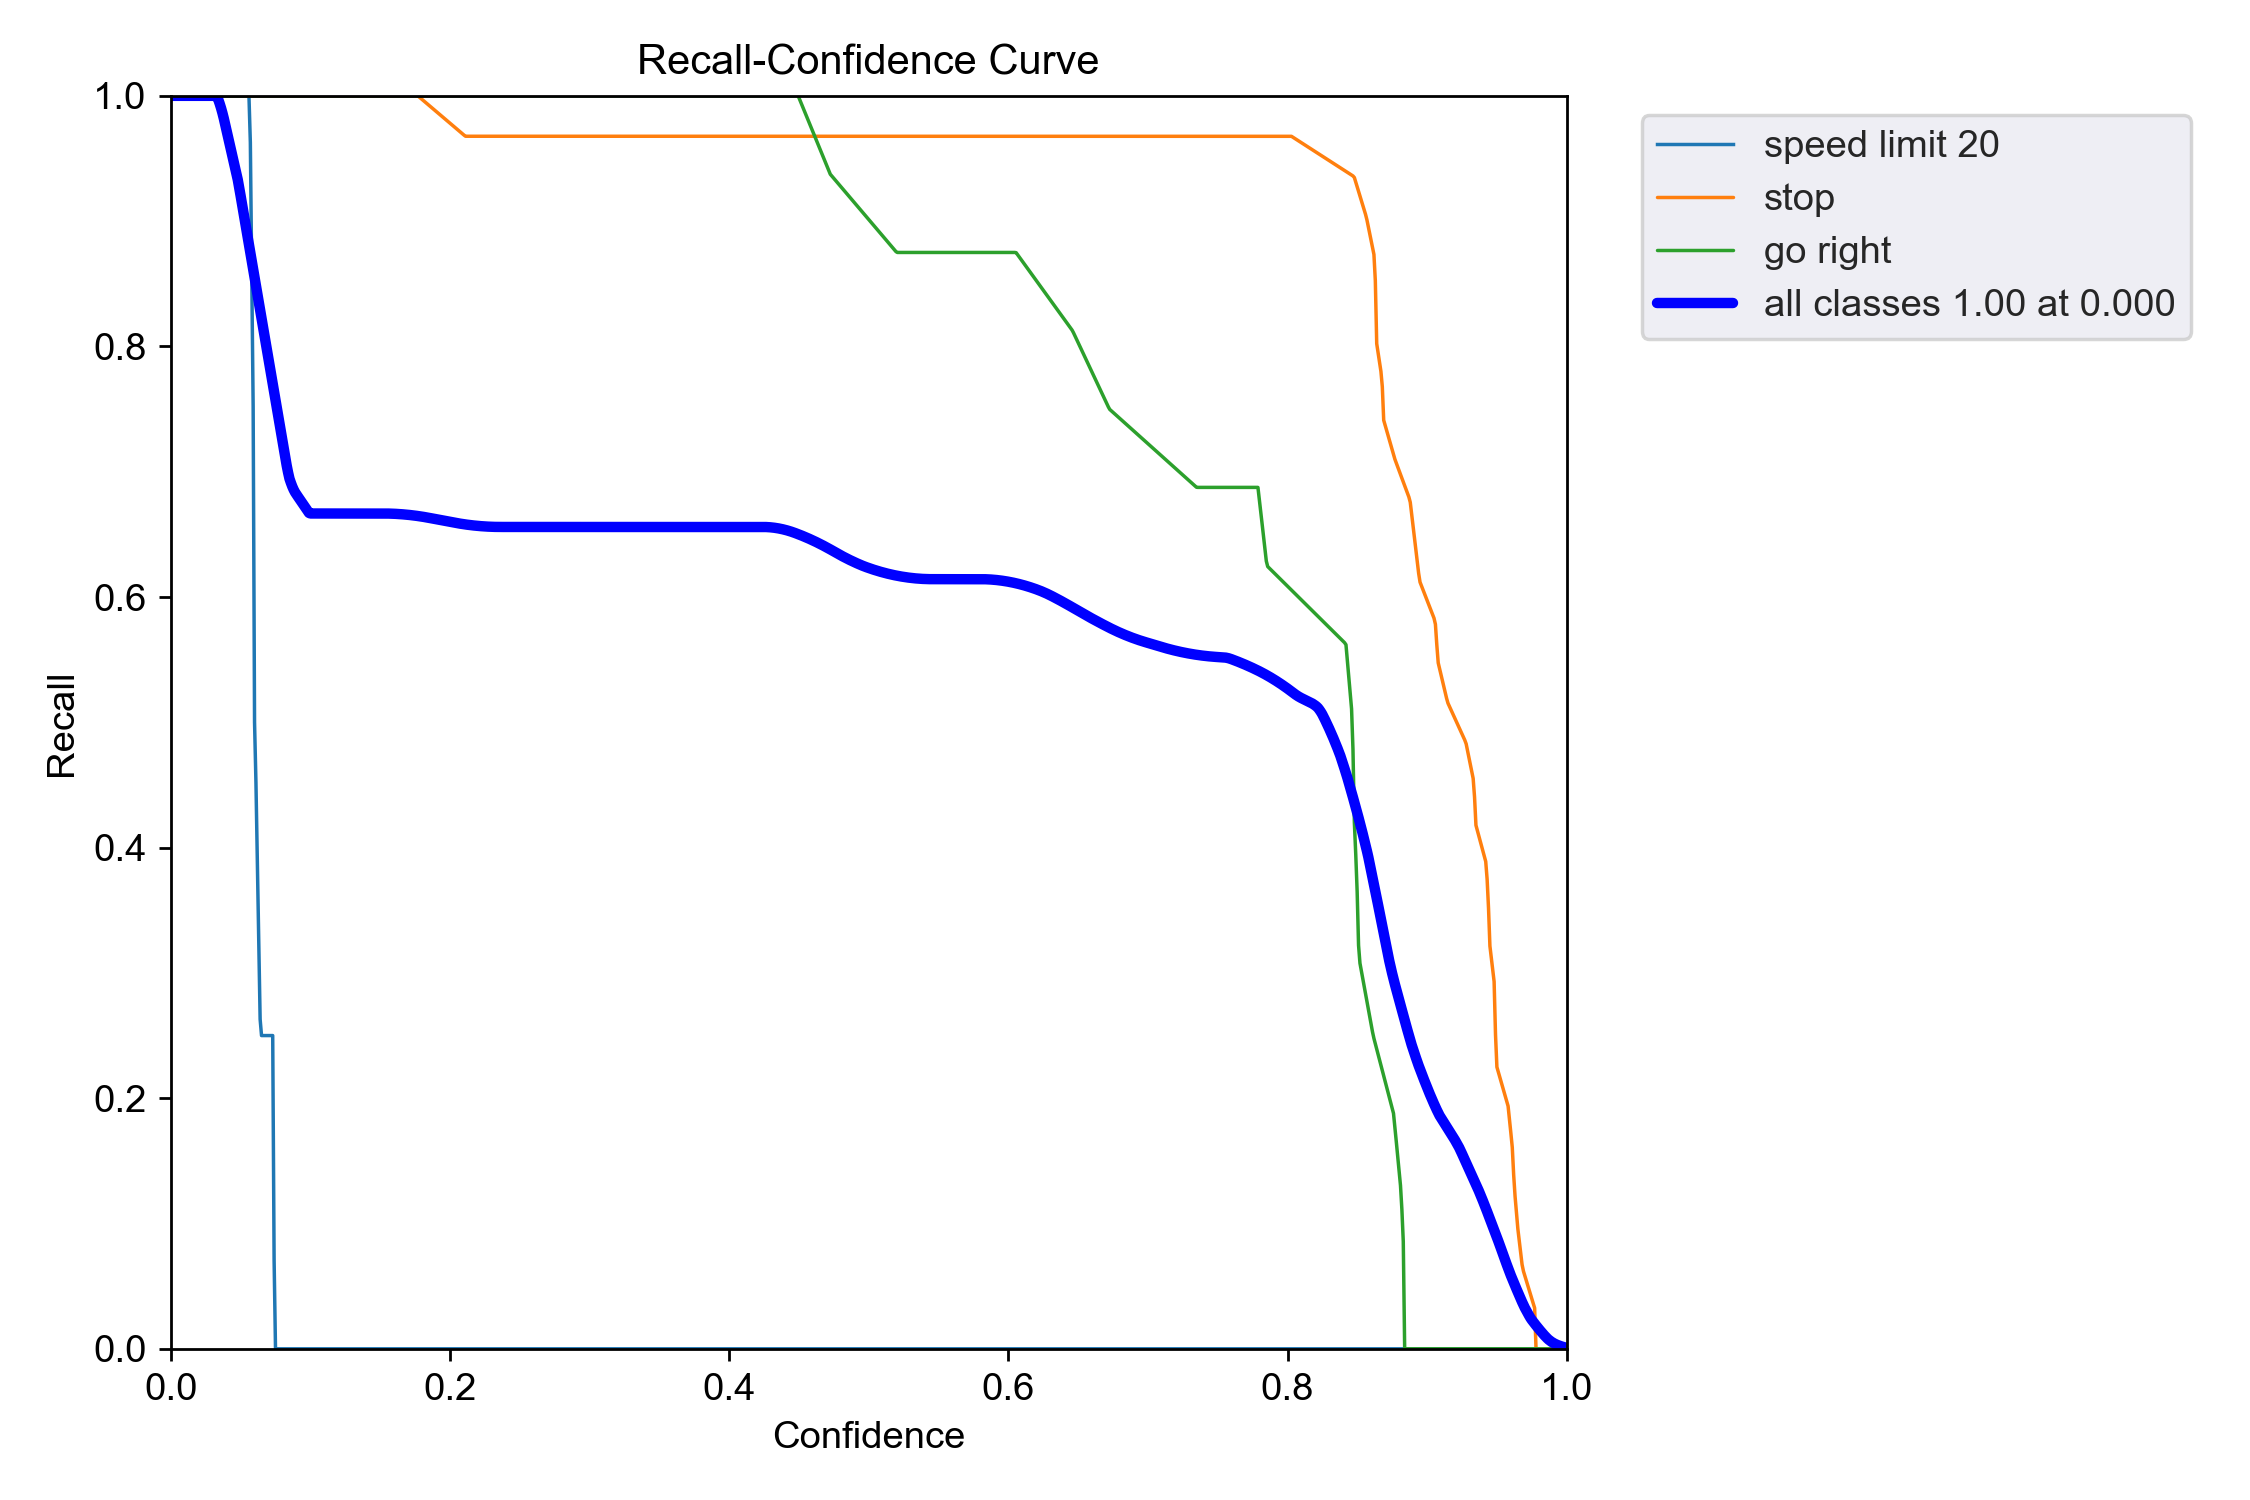 Recall-Confidence Curve
1.0
0.8
0.6
0.4
0.2
0.0
Recall
0.0 0.2 0.4 0.6 0.8 1.0
Confidence
speed limit 20
stop
go right
all classes 1.00 at 0.000